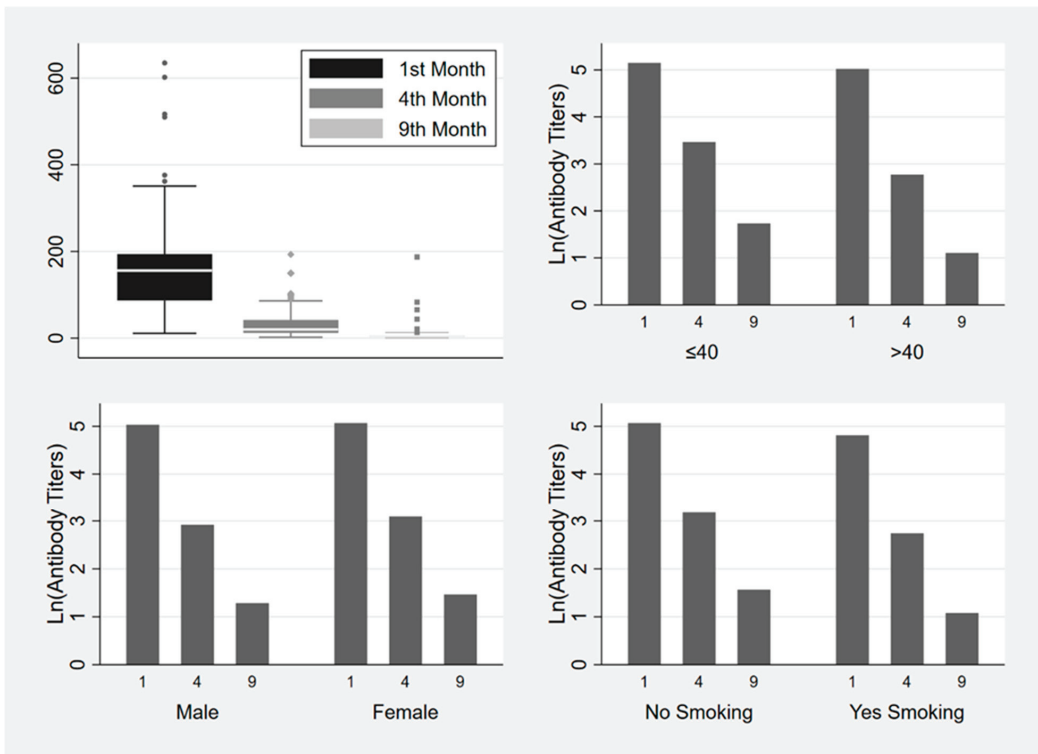 600
400
200
0
1st Month
4th Month
9th Month
Ln(Antibody Titers)
5
4
3
2
1
0
1 4 9 1 4 9
≤40 >40
Ln(Antibody Titers)
5
4
3
2
1
0
1 4 9 1 4 9
Male Female
Ln(Antibody Titers)
5
4
3
2
1
0
1 4 9 1 4 9
No Smoking Yes Smoking